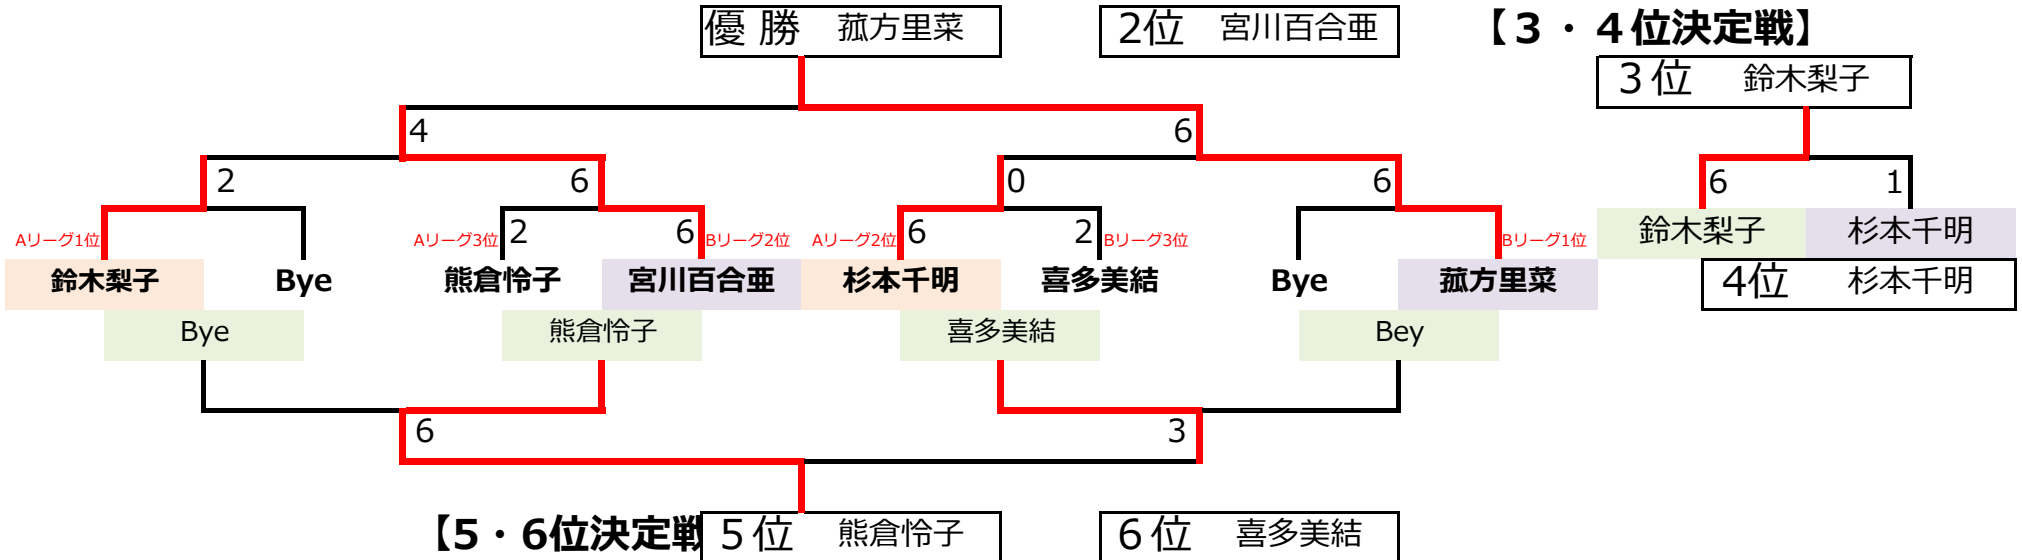 優 勝 菰方里菜 2位 宮川百合亜 【３・４位決定戦】
３位 鈴木梨子
4 6
2 6 0 6 6 1
Aリーグ1位 Aリーグ3位 2 6 Bリーグ2位 Aリーグ2位 6 2 Bリーグ3位 Bリーグ1位 鈴木梨子 杉本千明
鈴木梨子 Bye 熊倉怜子 宮川百合亜 杉本千明 喜多美結 Bye 菰方里菜 4位 杉本千明
Bye 熊倉怜子 喜多美結 Bey
6 3
【5・6位決定戦 ５位 熊倉怜子 ６位 喜多美結